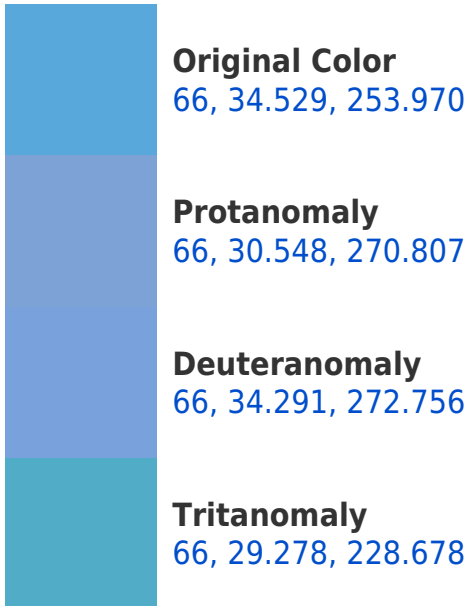 Original Color
66, 34.529, 253.970
Protanomaly
66, 30.548, 270.807
Deuteranomaly
66, 34.291, 272.756
Tritanomaly
66, 29.278, 228.678